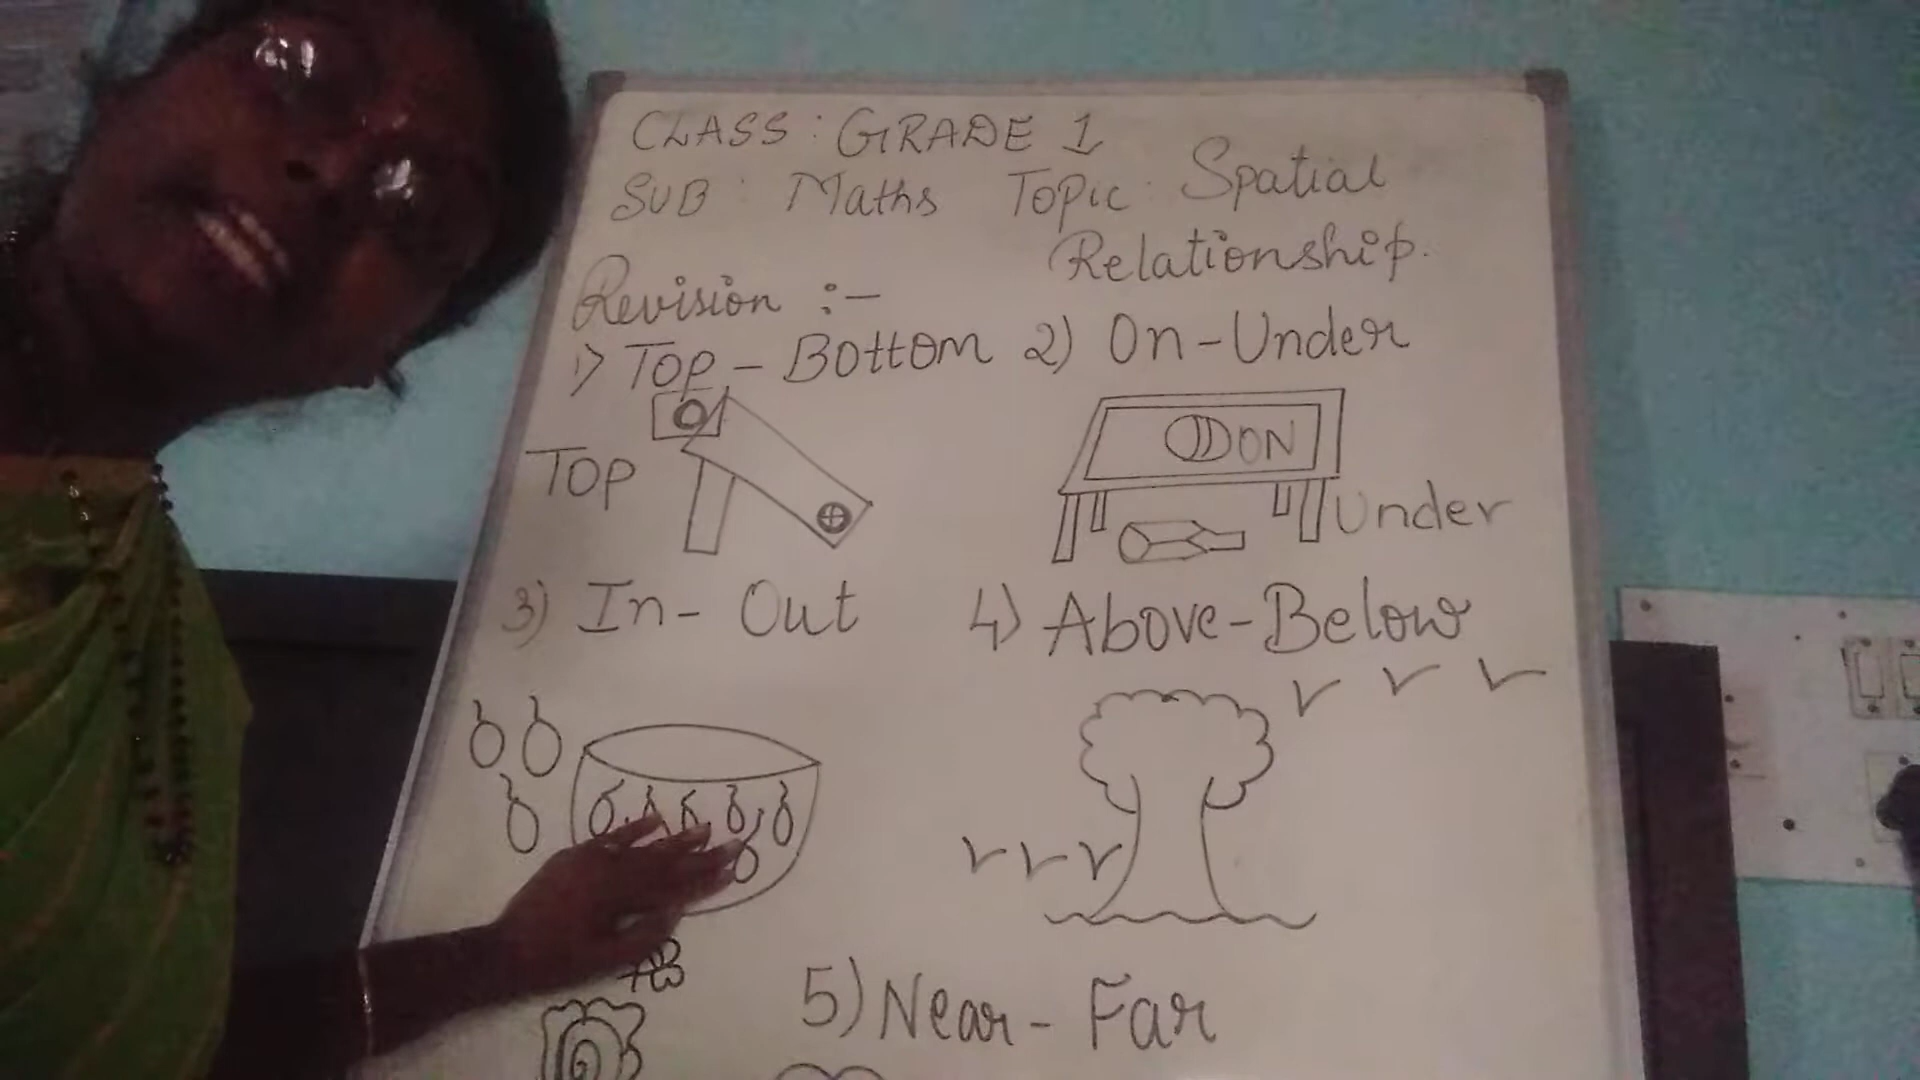 CLASS : GRADE 1
SUB : Maths Topic : Spatial
Relationship.
Revision :-
1) Top - Bottom 2) On - Under
Top
ON
Under
3) In - Out 4) Above - Below
5) Near - Far